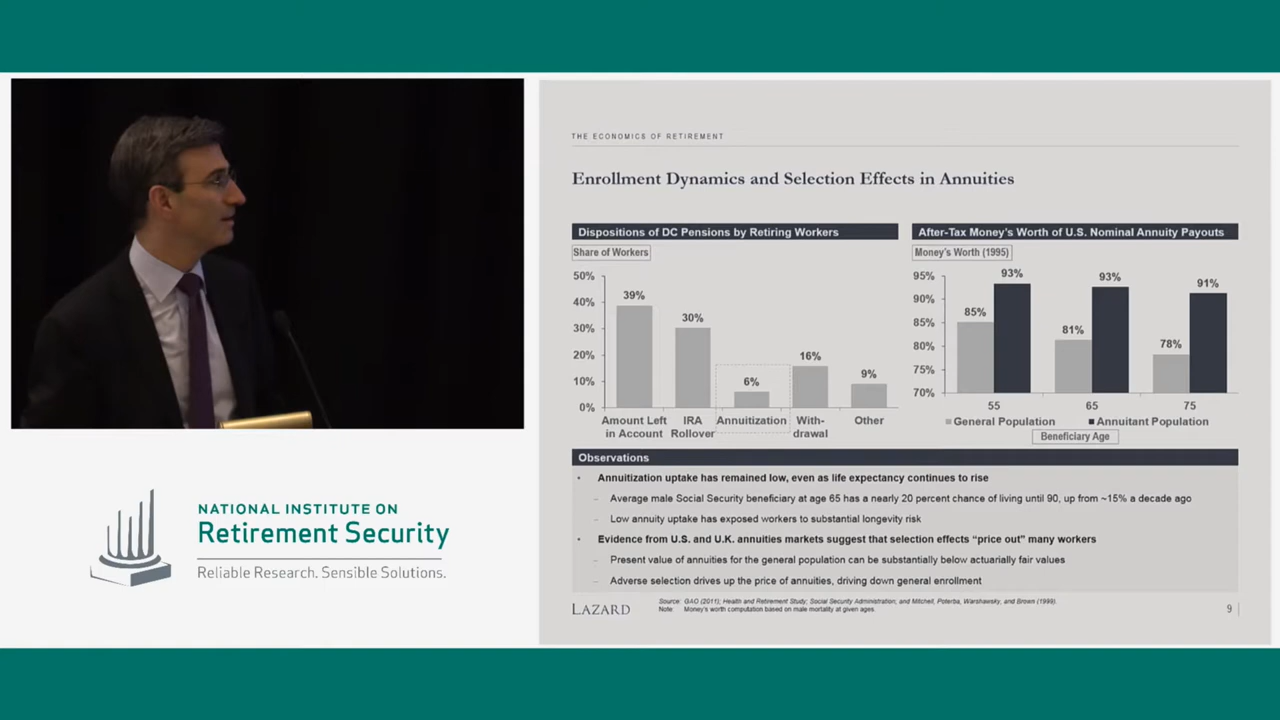 THE ECONOMICS OF RETIREMENT
Enrollment Dynamics and Selection Effects in Annuities
Dispositions of DC Pensions by Retiring Workers
Share of Workers
50%
40%
30%
20%
10%
0%
39%
30%
6%
16%
9%
Amount Left in Account
IRA Rollover
Annuitization
With-drawal
Other
After-Tax Money's Worth of U.S. Nominal Annuity Payouts
Money's Worth (1995)
95%
90%
85%
80%
75%
70%
85%
93%
81%
93%
78%
91%
55
65
75
General Population
Annuitant Population
Beneficiary Age
Observations
• Annuitization uptake has remained low, even as life expectancy continues to rise
– Average male Social Security beneficiary at age 65 has a nearly 20 percent chance of living until 90, up from ~15% a decade ago
– Low annuity uptake has exposed workers to substantial longevity risk
• Evidence from U.S. and U.K. annuities markets suggest that selection effects “price out” many workers
– Present value of annuities for the general population can be substantially below actuarially fair values
– Adverse selection drives up the price of annuities, driving down general enrollment
LAZARD
Source: GAO (2011); Health and Retirement Study; Social Security Administration; and Mitchell, Poterba, Warshawsky, and Brown (1999).
Note: Money's worth computation based on male mortality at given ages.
9
NATIONAL INSTITUTE ON
Retirement Security
Reliable Research. Sensible Solutions.